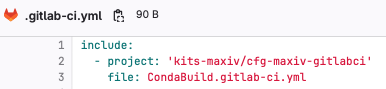 .gitlab-ci.yml 90 B
1 include:
2   - project: 'kits-maxiv/cfg-maxiv-gitlabci'
3     file: CondaBuild.gitlab-ci.yml